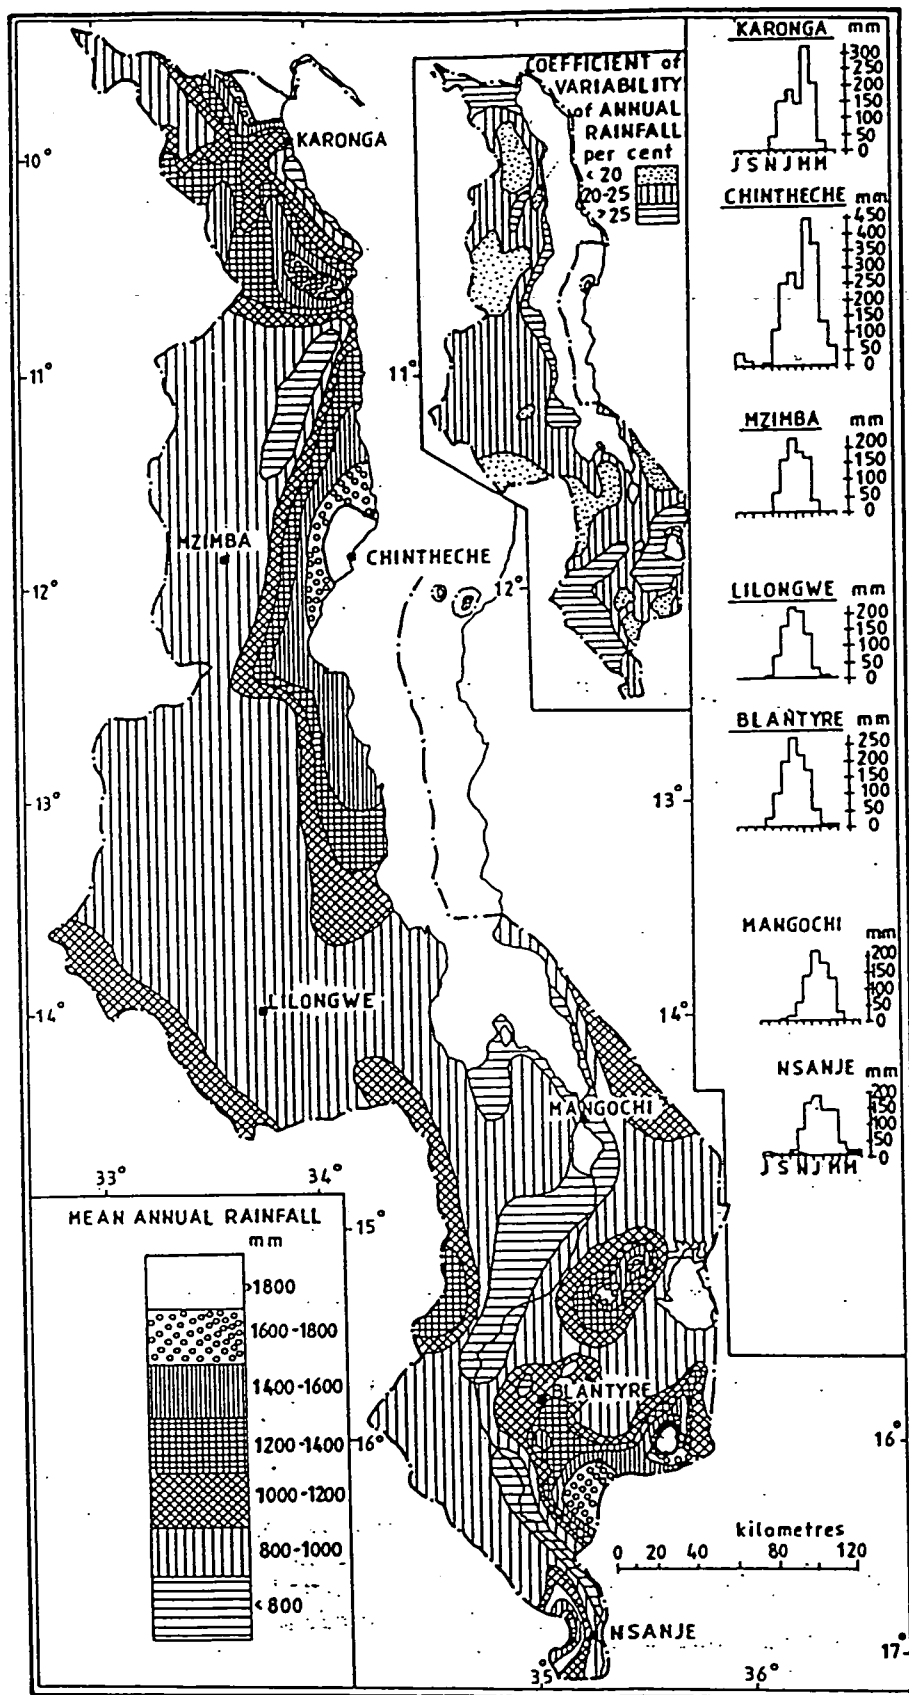 KARONGA mm
300
250
200
150
100
50
0
J S N J M M
CHINTHECHE
mm
450
400
350
300
250
200
150
100
50
0
MZIMBA mm
200
150
100
50
0
LILONGWE mm
200
150
100
50
0
BLANTYRE mm
250
200
150
100
50
0
MANGOCHI mm
200
150
100
50
0
NSANJE mm
200
150
100
50
0
J S N J M M
COEFFICIENT of
VARIABILITY
of ANNUAL
RAINFALL
per cent
< 20
20-25
>25
11°
12°
10°
11°
12°
13°
14°
15°
16°
13°
14°
16°
17°
33°
34°
35°
36°
KARONGA
MZIMBA
CHINTHECHE
LILONGWE
MANGOCHI
BLANTYRE
NSANJE
MEAN ANNUAL RAINFALL
mm
>1800
1600-1800
1400-1600
1200-1400
1000-1200
800-1000
<800
kilometres
0 20 40 80 120